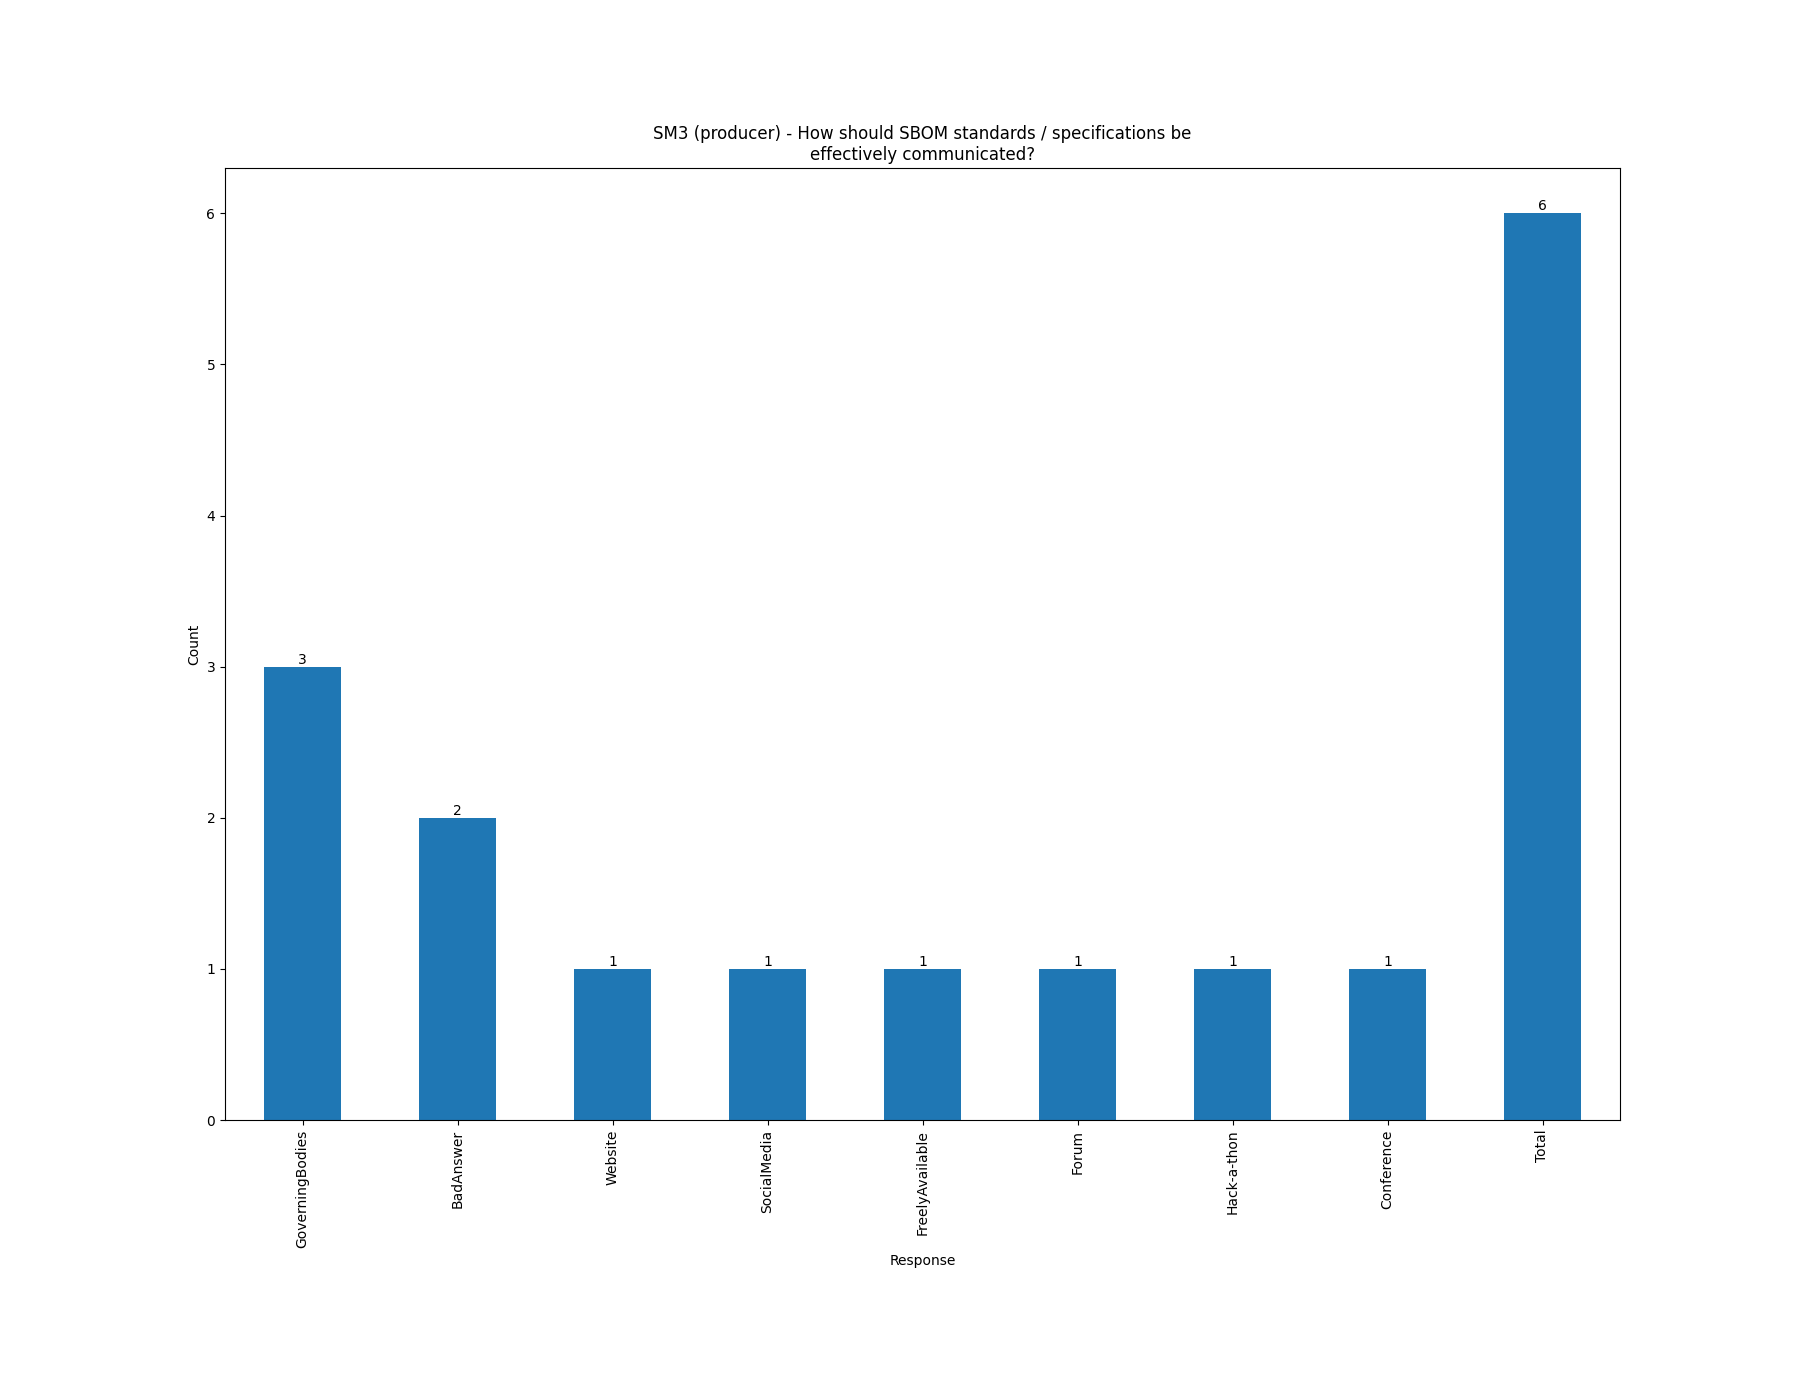 SM3 (producer) - How should SBOM standards / specifications be
effectively communicated?
Count
6
5
4
3
2
1
0
3
2
1
1
1
1
1
1
6
GoverningBodies
BadAnswer
Website
SocialMedia
FreelyAvailable
Forum
Hack-a-thon
Conference
Total
Response